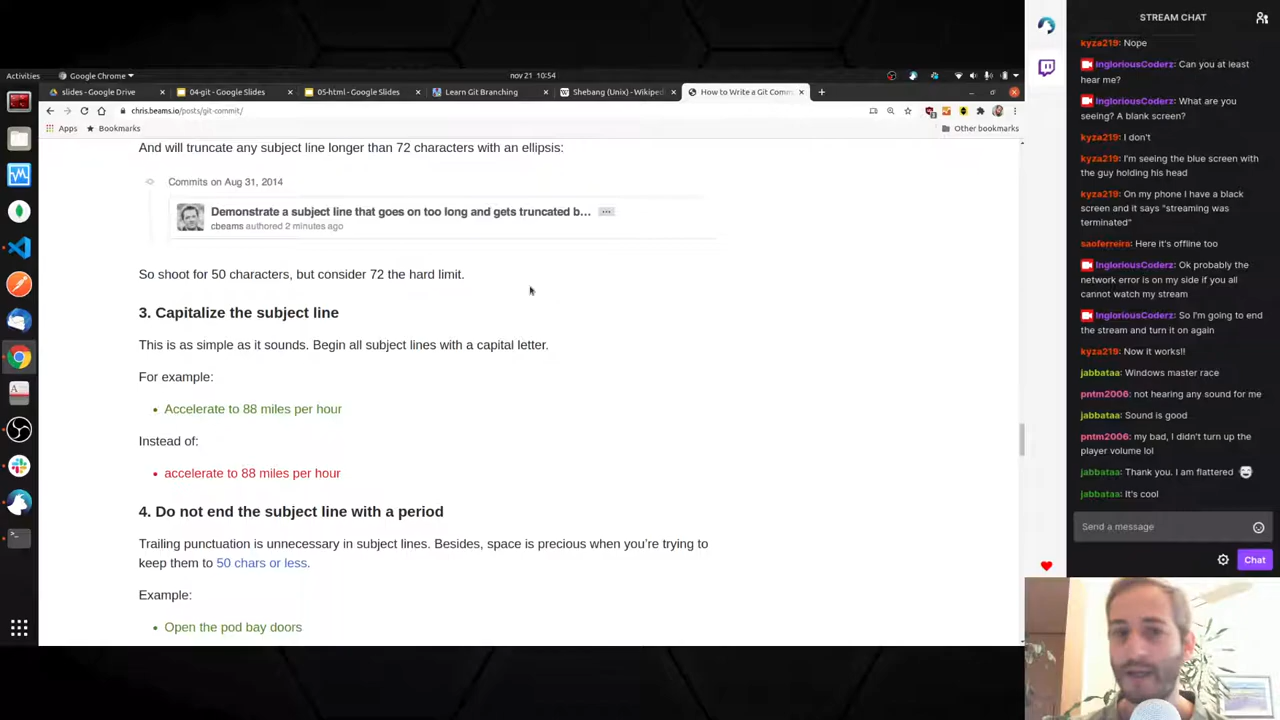 Activities
Google Chrome
nov 21 10:54
slides - Google Drive
04-git - Google Slides
05-html - Google Slides
Learn Git Branching
Shebang (Unix) - Wikiped
How to Write a Git Comm
chris.beams.io/posts/git-commit/
Apps
Bookmarks
Other bookmarks
And will truncate any subject line longer than 72 characters with an ellipsis:
Commits on Aug 31, 2014
Demonstrate a subject line that goes on too long and gets truncated b...
cbeams authored 2 minutes ago
So shoot for 50 characters, but consider 72 the hard limit.
3. Capitalize the subject line
This is as simple as it sounds. Begin all subject lines with a capital letter.
For example:
• Accelerate to 88 miles per hour
Instead of:
• accelerate to 88 miles per hour
4. Do not end the subject line with a period
Trailing punctuation is unnecessary in subject lines. Besides, space is precious when you’re trying to
keep them to 50 chars or less.
Example:
• Open the pod bay doors
STREAM CHAT
kyza219: Nope
IngloriousCoderz: Can you at least
hear me?
IngloriousCoderz: What are you
seeing? A blank screen?
kyza219: I don't
kyza219: I'm seeing the blue screen with
the guy holding his head
kyza219: On my phone I have a black
screen and it says "streaming was
terminated"
saoferreira: Here it's offline too
IngloriousCoderz: Ok probably the
network error is on my side if you all
cannot watch my stream
IngloriousCoderz: So I'm going to end
the stream and turn it on again
kyza219: Now it works!!
jabbataa: Windows master race
pntm2006: not hearing any sound for me
jabbataa: Sound is good
pntm2006: my bad, I didn't turn up the
player volume lol
jabbataa: Thank you. I am flattered
jabbataa: It's cool
Send a message
Chat